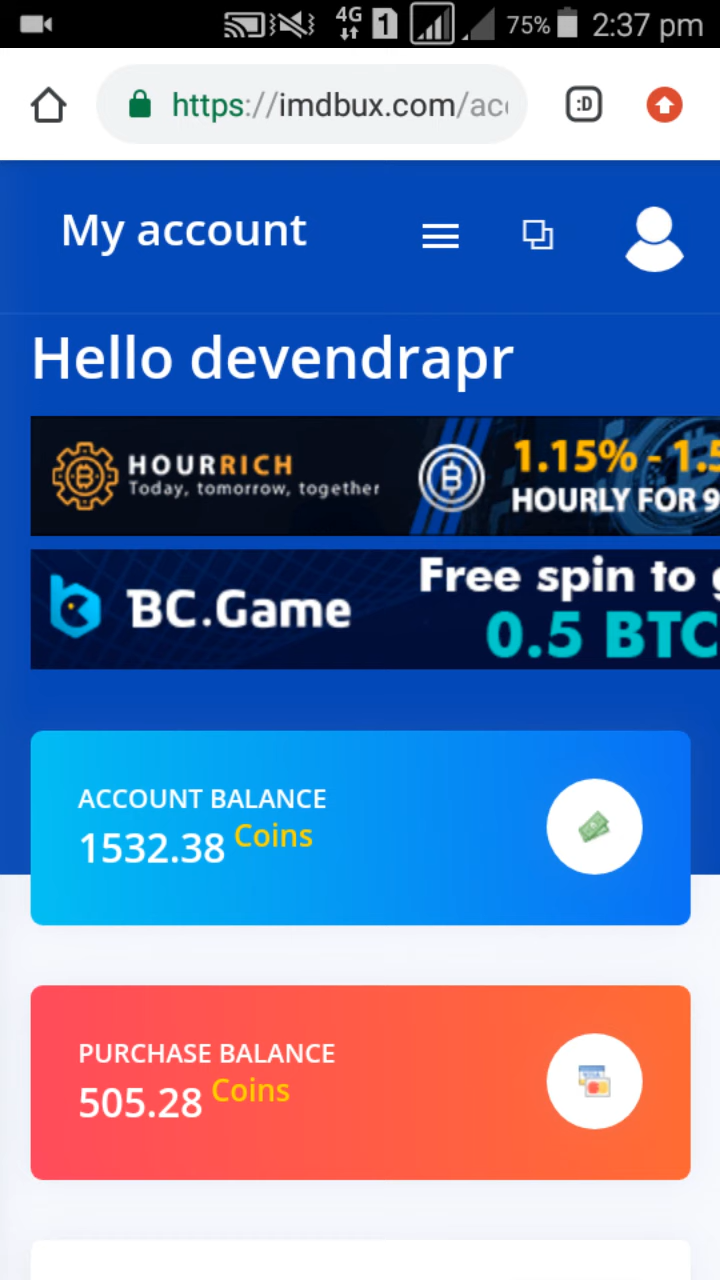 4G 1 75% 2:37 pm
https://imdbux.com/acc
:D
My account
Hello devendrapr
HOURRICH
Today, tomorrow, together
1.15% - 1.5
HOURLY FOR 9
BC.Game
Free spin to g
0.5 BTC
ACCOUNT BALANCE
1532.38 Coins
PURCHASE BALANCE
505.28 Coins